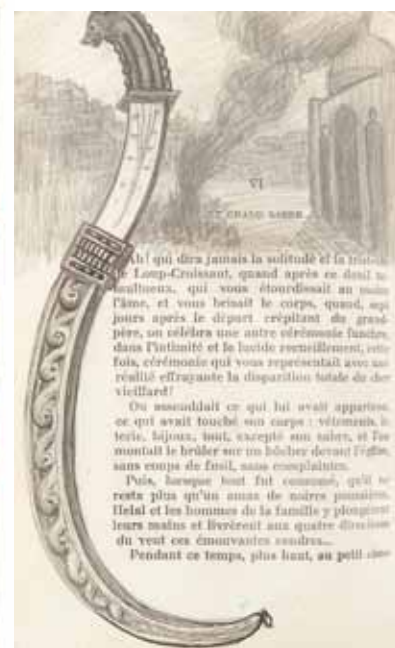 VI
LE GRAND SABRE
Ah! qui dira jamais la solitude et la
le Loup-Croissant, quand après ce deuil
tueux, qui vous étourdissait au moins
l'âme, et vous brisait le corps, quand, sept
jours après le départ crépitant du grand-
père, on célébra une autre cérémonie funèbre,
dans l'intimité et le lucide recueillement, cette
fois, cérémonie qui vous représentait avec une
réalité effrayante la disparition totale du cher
vieillard!
On assemblait ce qui lui avait appartenu,
ce qui avait touché son corps : vêtements, li-
terie, bijoux, tout, excepté son sabre, et l'on
montait le brûler sur un bûcher devant l'église,
sans coups de fusil, sans complaintes.
Puis, lorsque tout fut consumé, qu'il ne
resta plus qu'un amas de noires poussières,
Helal et les hommes de la famille y plongèrent
leurs mains et livrèrent aux quatre directions
du vent ces émouvantes cendres...
Pendant ce temps, plus haut, au petit